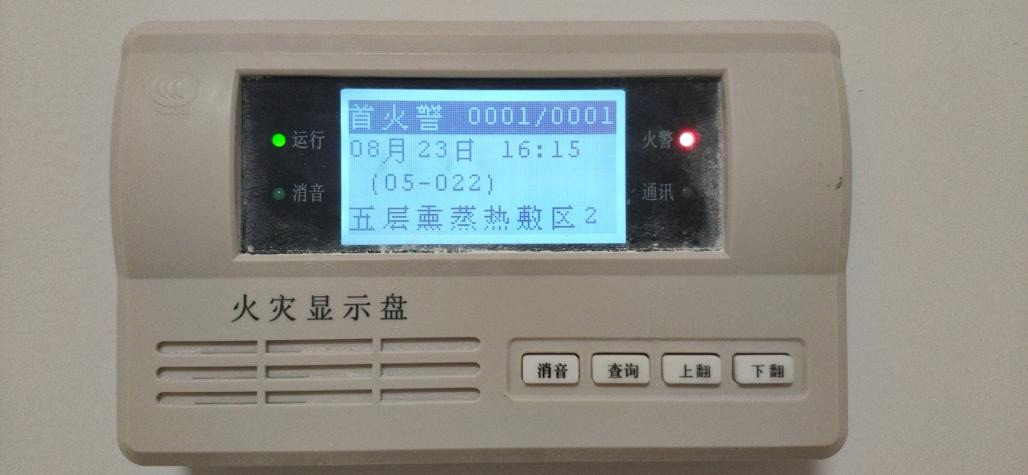 首火警 0001/0001
08月23日 16:15
(05-022)
五层熏蒸热敷区2
运行
消音
火警
通讯
火灾显示盘
消音 查询 上翻 下翻